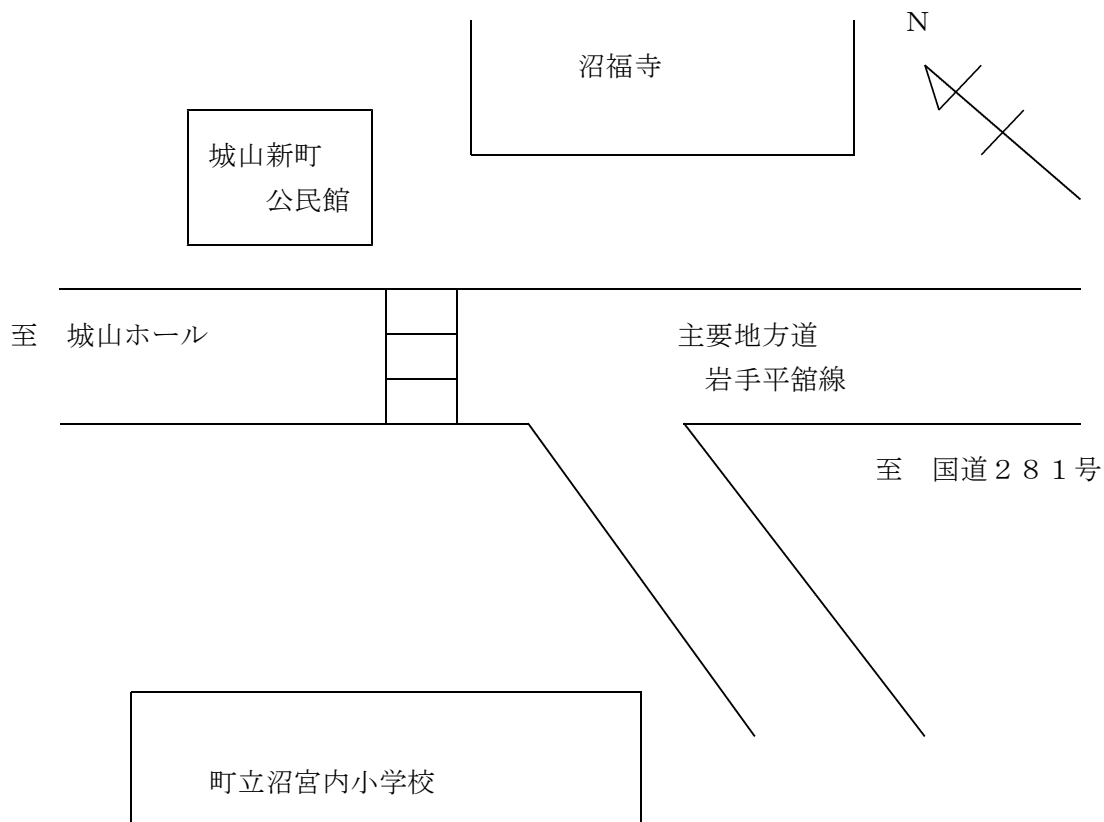 N
沼福寺
城山新町
公民館
至　城山ホール
主要地方道
岩手平舘線
至　国道２８１号
町立沼宮内小学校